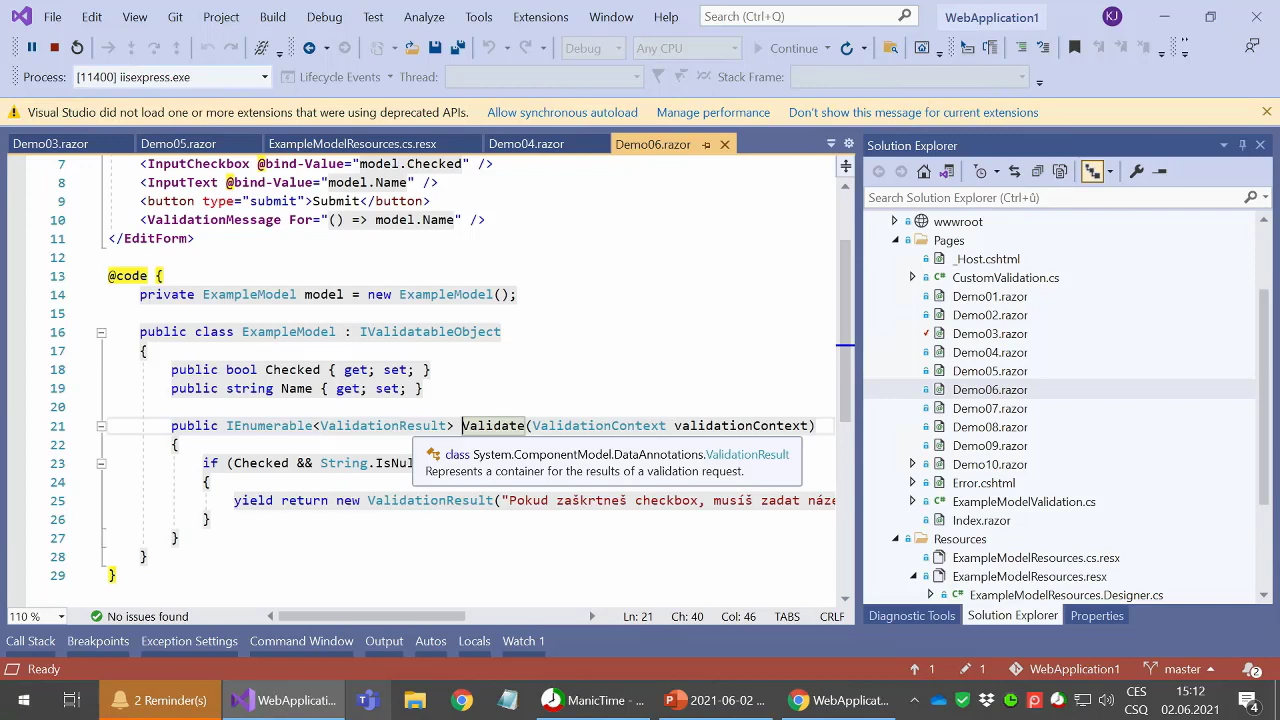 File Edit View Git Project Build Debug Test Analyze Tools Extensions Window Help Search (Ctrl+Q) WebApplication1 KJ
Debug Any CPU Continue
Process: [11400] iisexpress.exe Lifecycle Events Thread: Stack Frame:
Visual Studio did not load one or more extensions that were using deprecated APIs. Allow synchronous autoload Manage performance Don't show this message for current extensions
Demo03.razor Demo05.razor ExampleModelResources.cs.resx Demo04.razor Demo06.razor
7 <InputCheckbox @bind-Value="model.Checked" />
8 <InputText @bind-Value="model.Name" />
9 <button type="submit">Submit</button>
10 <ValidationMessage For="() => model.Name" />
11 </EditForm>
12
13 @code {
14 private ExampleModel model = new ExampleModel();
15
16 public class ExampleModel : IValidatableObject
17 {
18 public bool Checked { get; set; }
19 public string Name { get; set; }
20
21 public IEnumerable<ValidationResult> Validate(ValidationContext validationContext)
22 {
class System.ComponentModel.DataAnnotations.ValidationResult
Represents a container for the results of a validation request.
23 if (Checked && String.IsNul
24 {
25 yield return new ValidationResult("Pokud zaškrtneš checkbox, musíš zadat náze
26 }
27 }
28 }
29 }
110 % No issues found Ln: 21 Ch: 40 Col: 46 TABS CRLF
Solution Explorer
Search Solution Explorer (Ctrl+ů)
wwwroot
Pages
_Host.cshtml
CustomValidation.cs
Demo01.razor
Demo02.razor
Demo03.razor
Demo04.razor
Demo05.razor
Demo06.razor
Demo07.razor
Demo08.razor
Demo09.razor
Demo10.razor
Error.cshtml
ExampleModelValidation.cs
Index.razor
Resources
ExampleModelResources.cs.resx
ExampleModelResources.resx
ExampleModelResources.Designer.cs
Diagnostic Tools Solution Explorer Properties
Call Stack Breakpoints Exception Settings Command Window Output Autos Locals Watch 1
Ready 1 1 WebApplication1 master 2
2 Reminder(s) WebApplicati... ManicTime - ... 2021-06-02 ... WebApplicat... CES 15:12
CSQ 02.06.2021 4